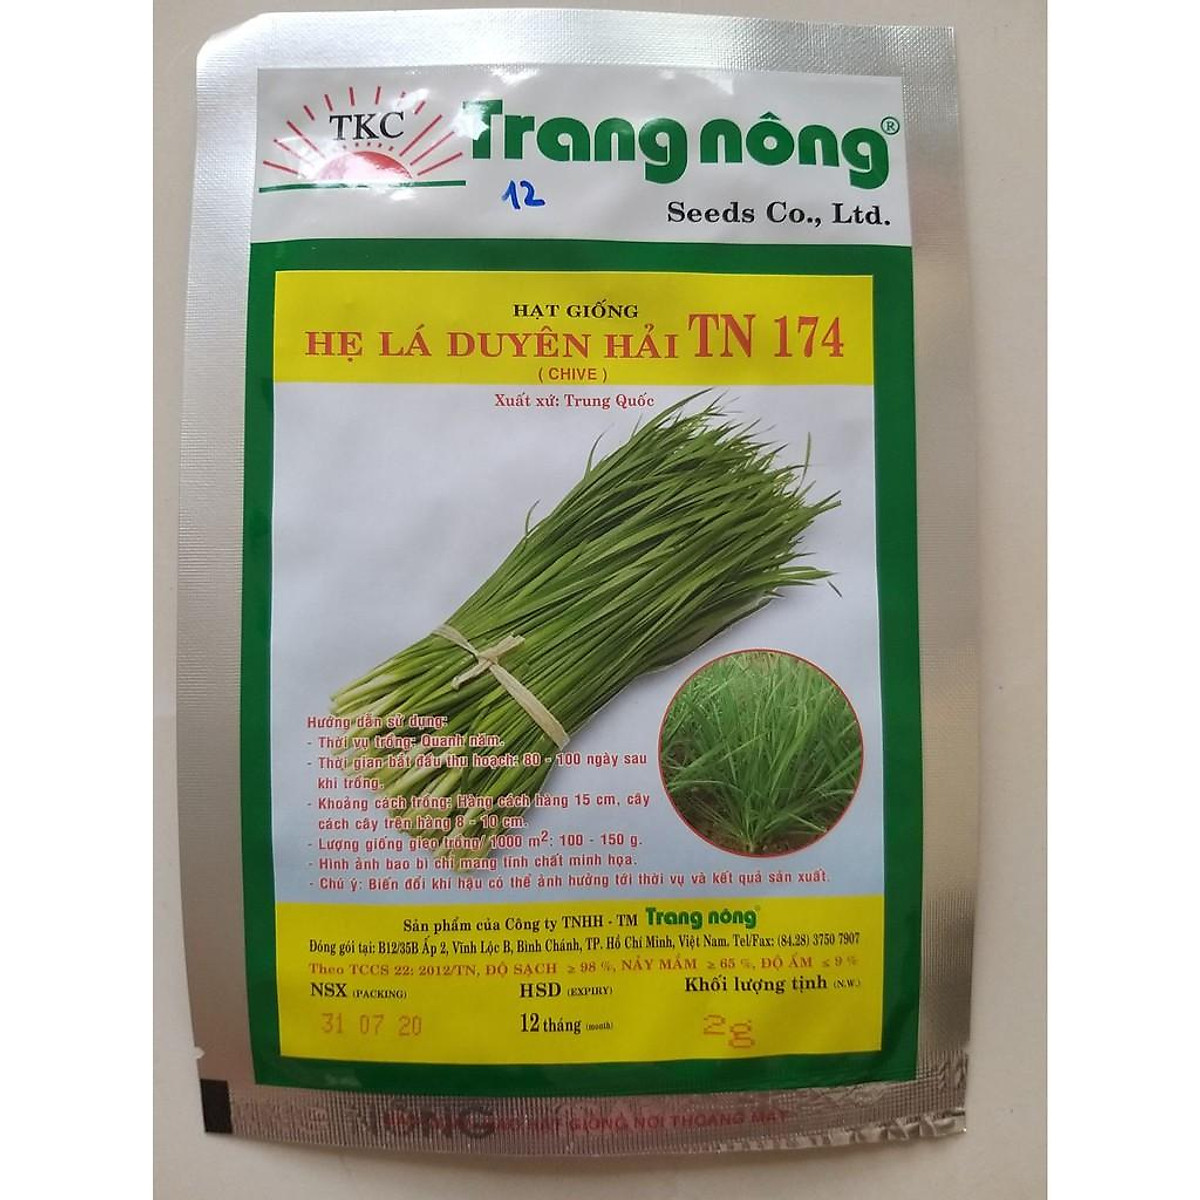 TKC
Trang nông®
12
Seeds Co., Ltd.
HẠT GIỐNG
HẸ LÁ DUYÊN HẢI TN 174
( CHIVE )
Xuất xứ: Trung Quốc
Hướng dẫn sử dụng:
- Thời vụ trồng: Quanh năm.
- Thời gian bắt đầu thu hoạch: 80 - 100 ngày sau
khi trồng.
- Khoảng cách trồng: Hàng cách hàng 15 cm, cây
cách cây trên hàng 8 - 10 cm.
- Lượng giống gieo trồng/ 1000 m²: 100 - 150 g.
- Hình ảnh bao bì chỉ mang tính chất minh họa.
- Chú ý: Biến đổi khí hậu có thể ảnh hưởng tới thời vụ và kết quả sản xuất.
Sản phẩm của Công ty TNHH - TM Trang nông®
Đóng gói tại: B12/35B Ấp 2, Vĩnh Lộc B, Bình Chánh, TP. Hồ Chí Minh, Việt Nam. Tel/Fax: (84.28) 3750 7907
Theo TCCS 22: 2012/TN, ĐỘ SẠCH ≥ 98 %, NẢY MẦM ≥ 65 %, ĐỘ ẨM ≤ 9 %
NSX (PACKING) HSD (EXPIRY) Khối lượng tịnh (N.W.)
31 07 20 12 tháng (month) 2g
NÔNG
HẠT GIỐNG NƠI THOÁNG MÁT